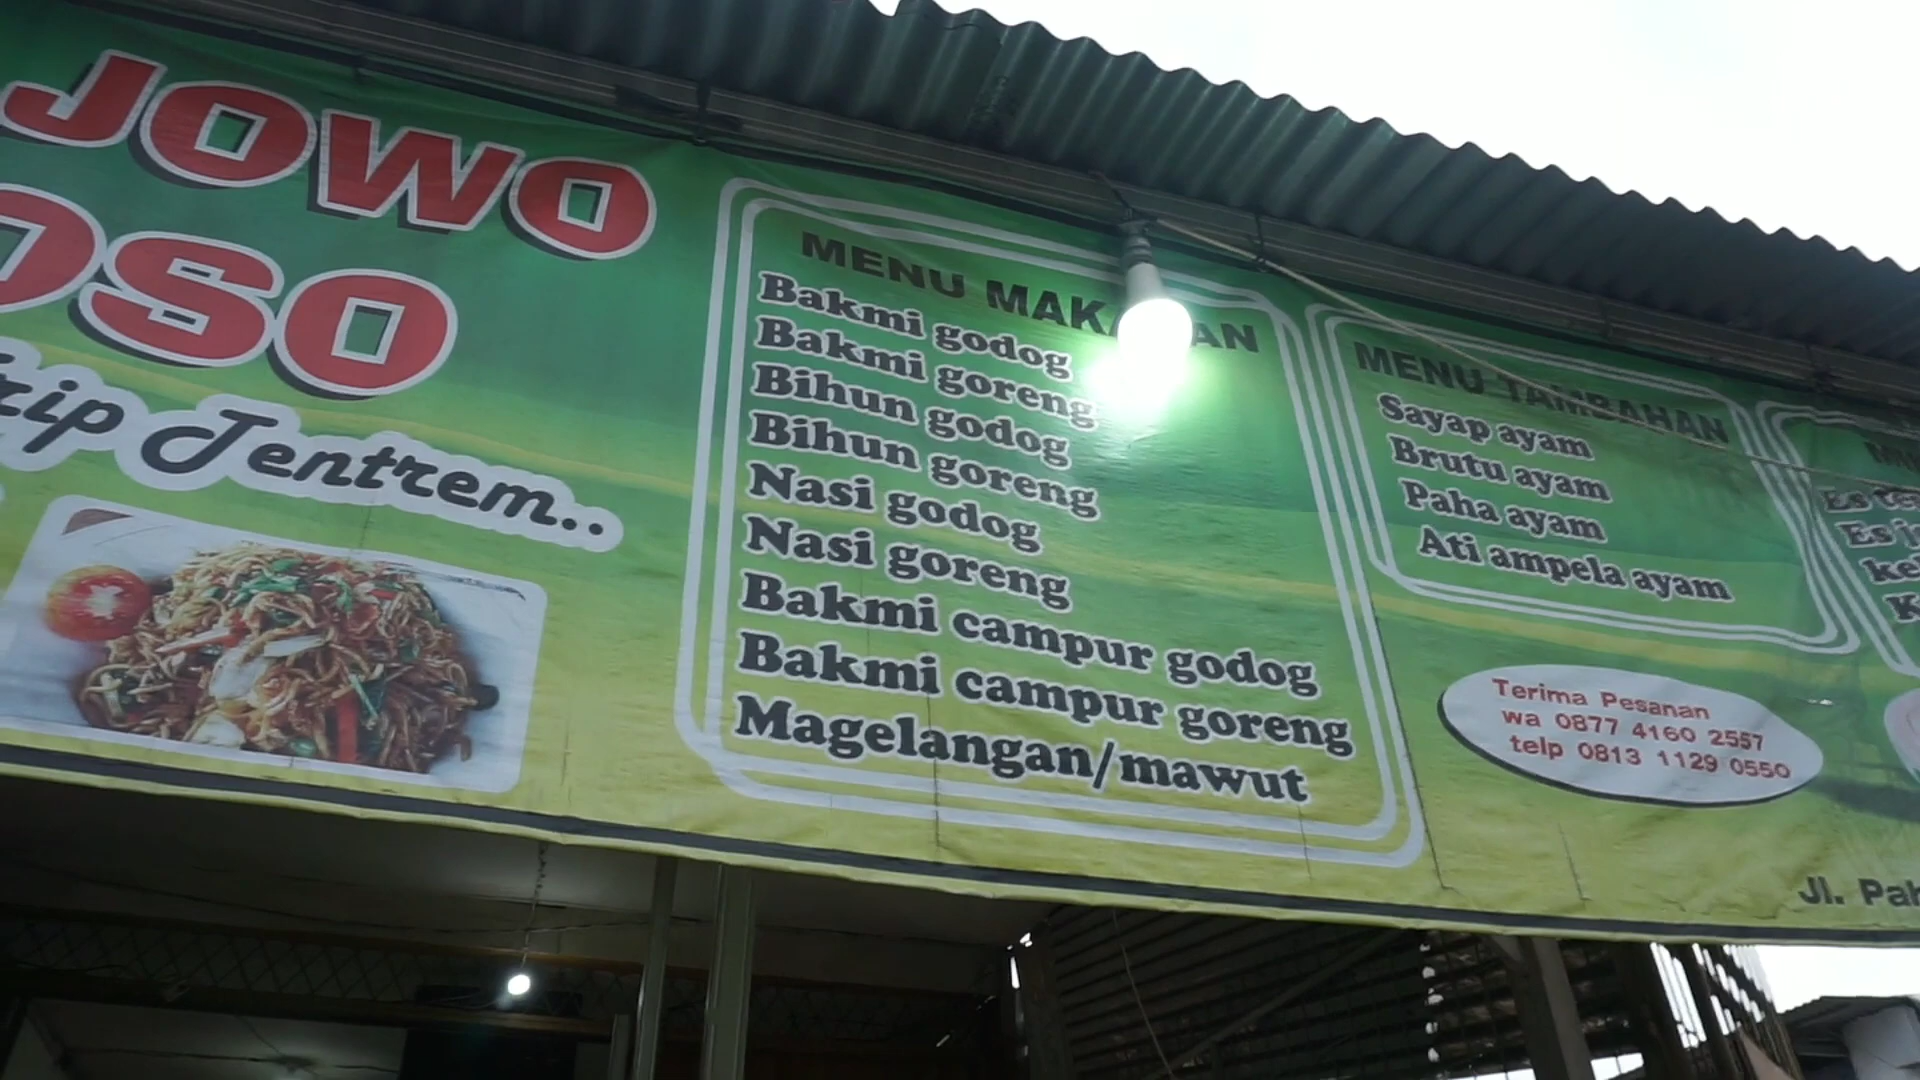 JOWO
OSO
Jentrem..
MENU MAKANAN
Bakmi godog
Bakmi goreng
Bihun godog
Bihun goreng
Nasi godog
Nasi goreng
Bakmi campur godog
Bakmi campur goreng
Magelangan/mawut
MENU TAMBAHAN
Sayap ayam
Brutu ayam
Paha ayam
Ati ampela ayam
Terima Pesanan
wa 0877 4160 2557
telp 0813 1129 0550
Es
Es
Jl.